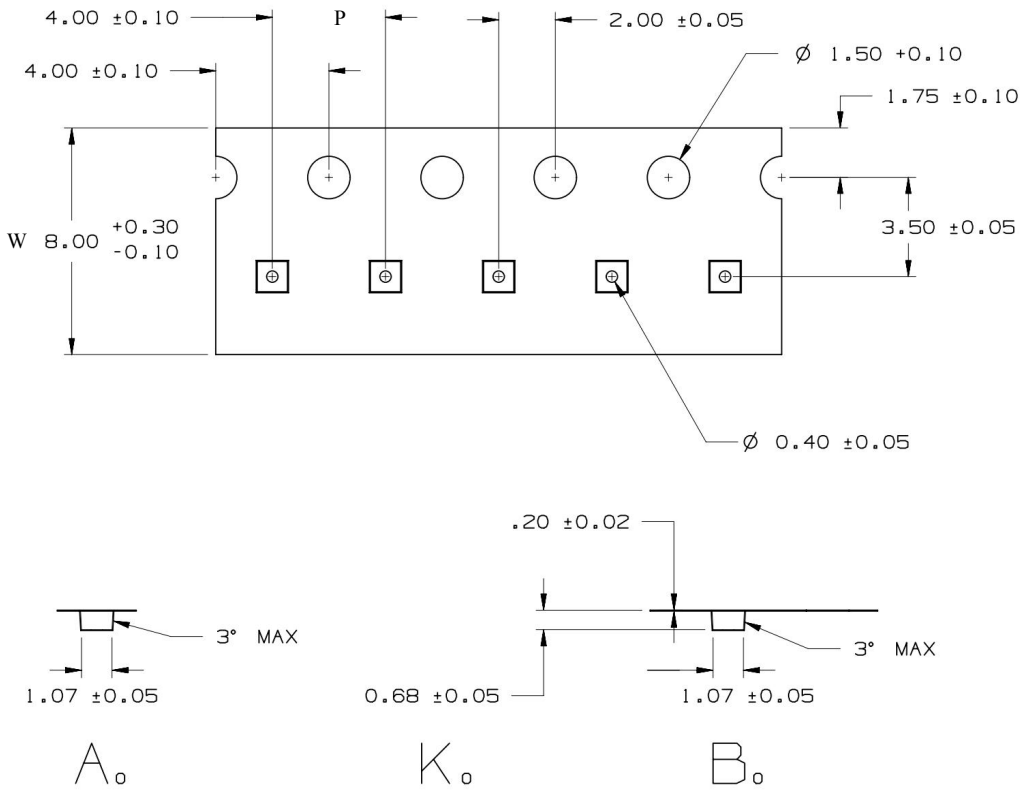 4.00 ±0.10
P
2.00 ±0.05
4.00 ±0.10
Ø 1.50 +0.10
1.75 ±0.10
W 8.00 +0.30 -0.10
3.50 ±0.05
Ø 0.40 ±0.05
.20 ±0.02
3° MAX
3° MAX
1.07 ±0.05
0.68 ±0.05
1.07 ±0.05
A₀
K₀
B₀